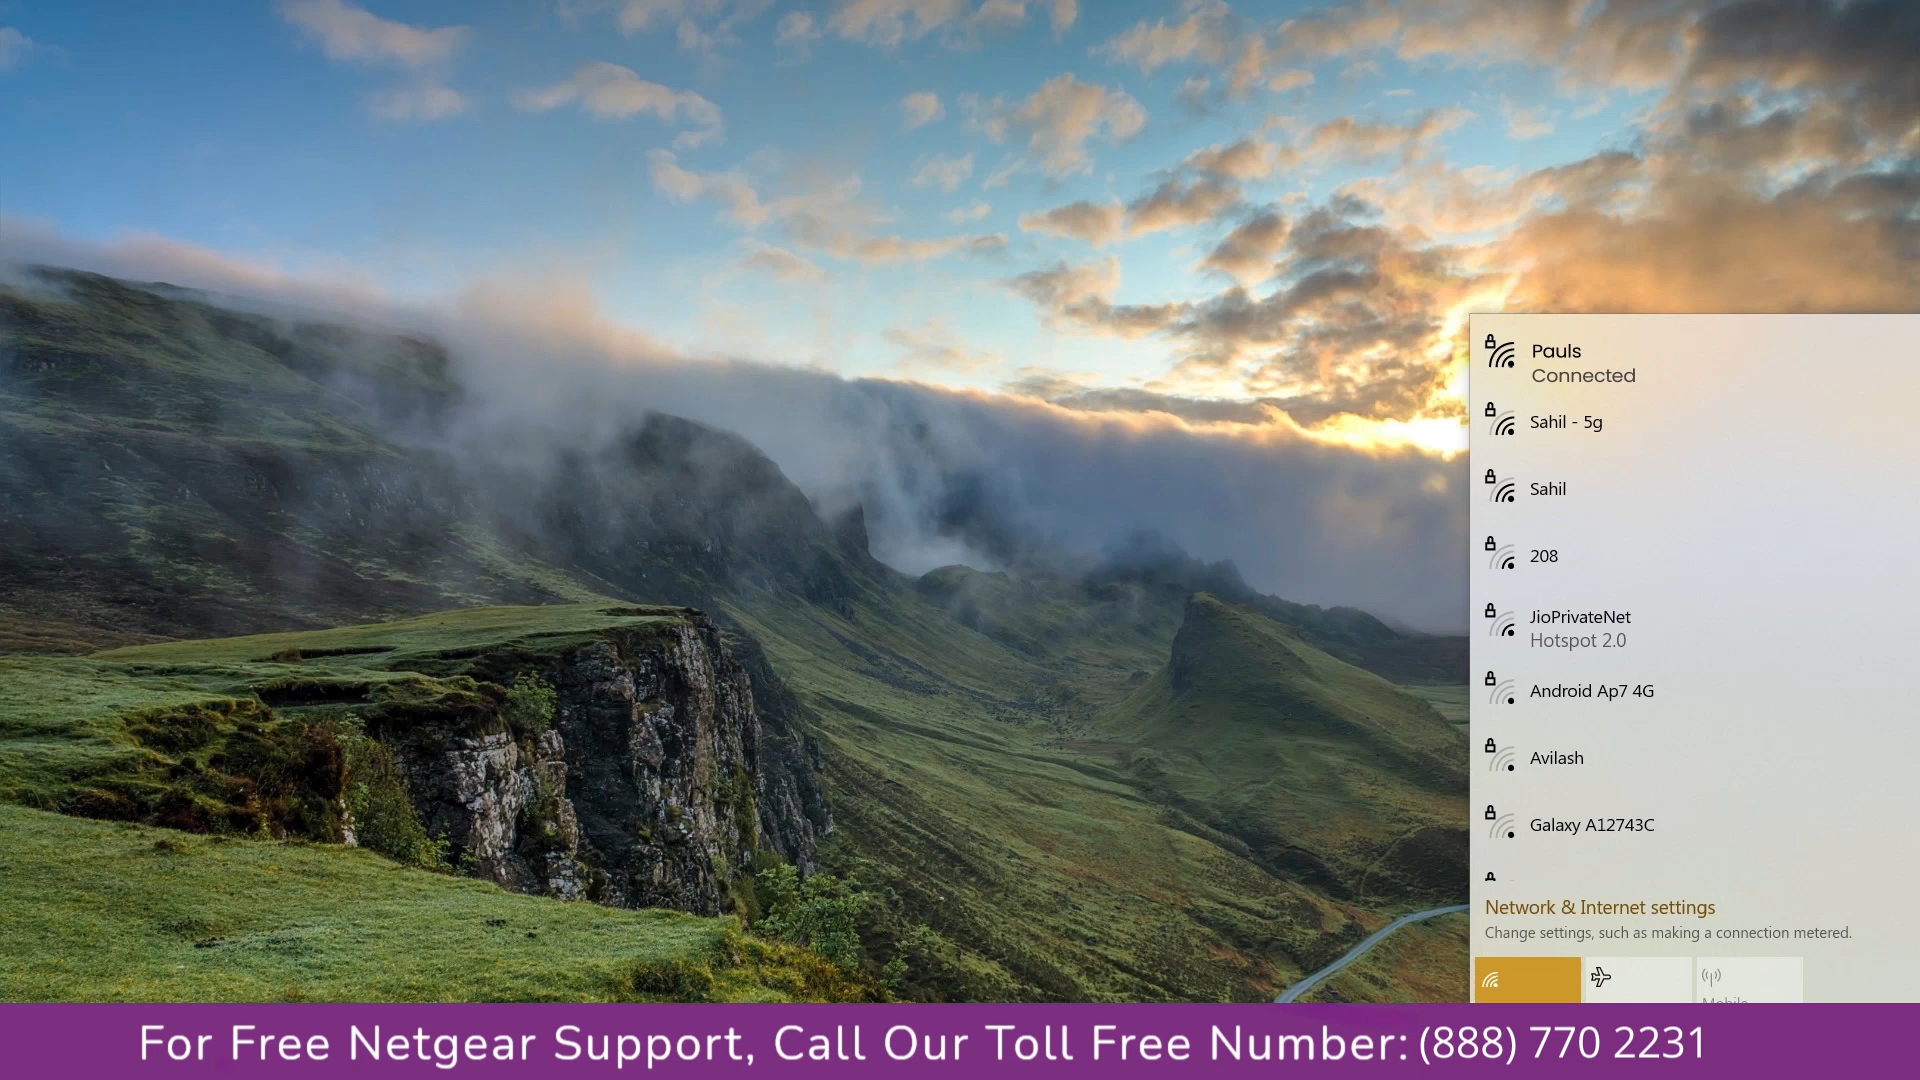 Pauls
Connected
Sahil - 5g
Sahil
208
JioPrivateNet
Hotspot 2.0
Android Ap7 4G
Avilash
Galaxy A12743C
Network & Internet settings
Change settings, such as making a connection metered.
Mobile
For Free Netgear Support, Call Our Toll Free Number: (888) 770 2231